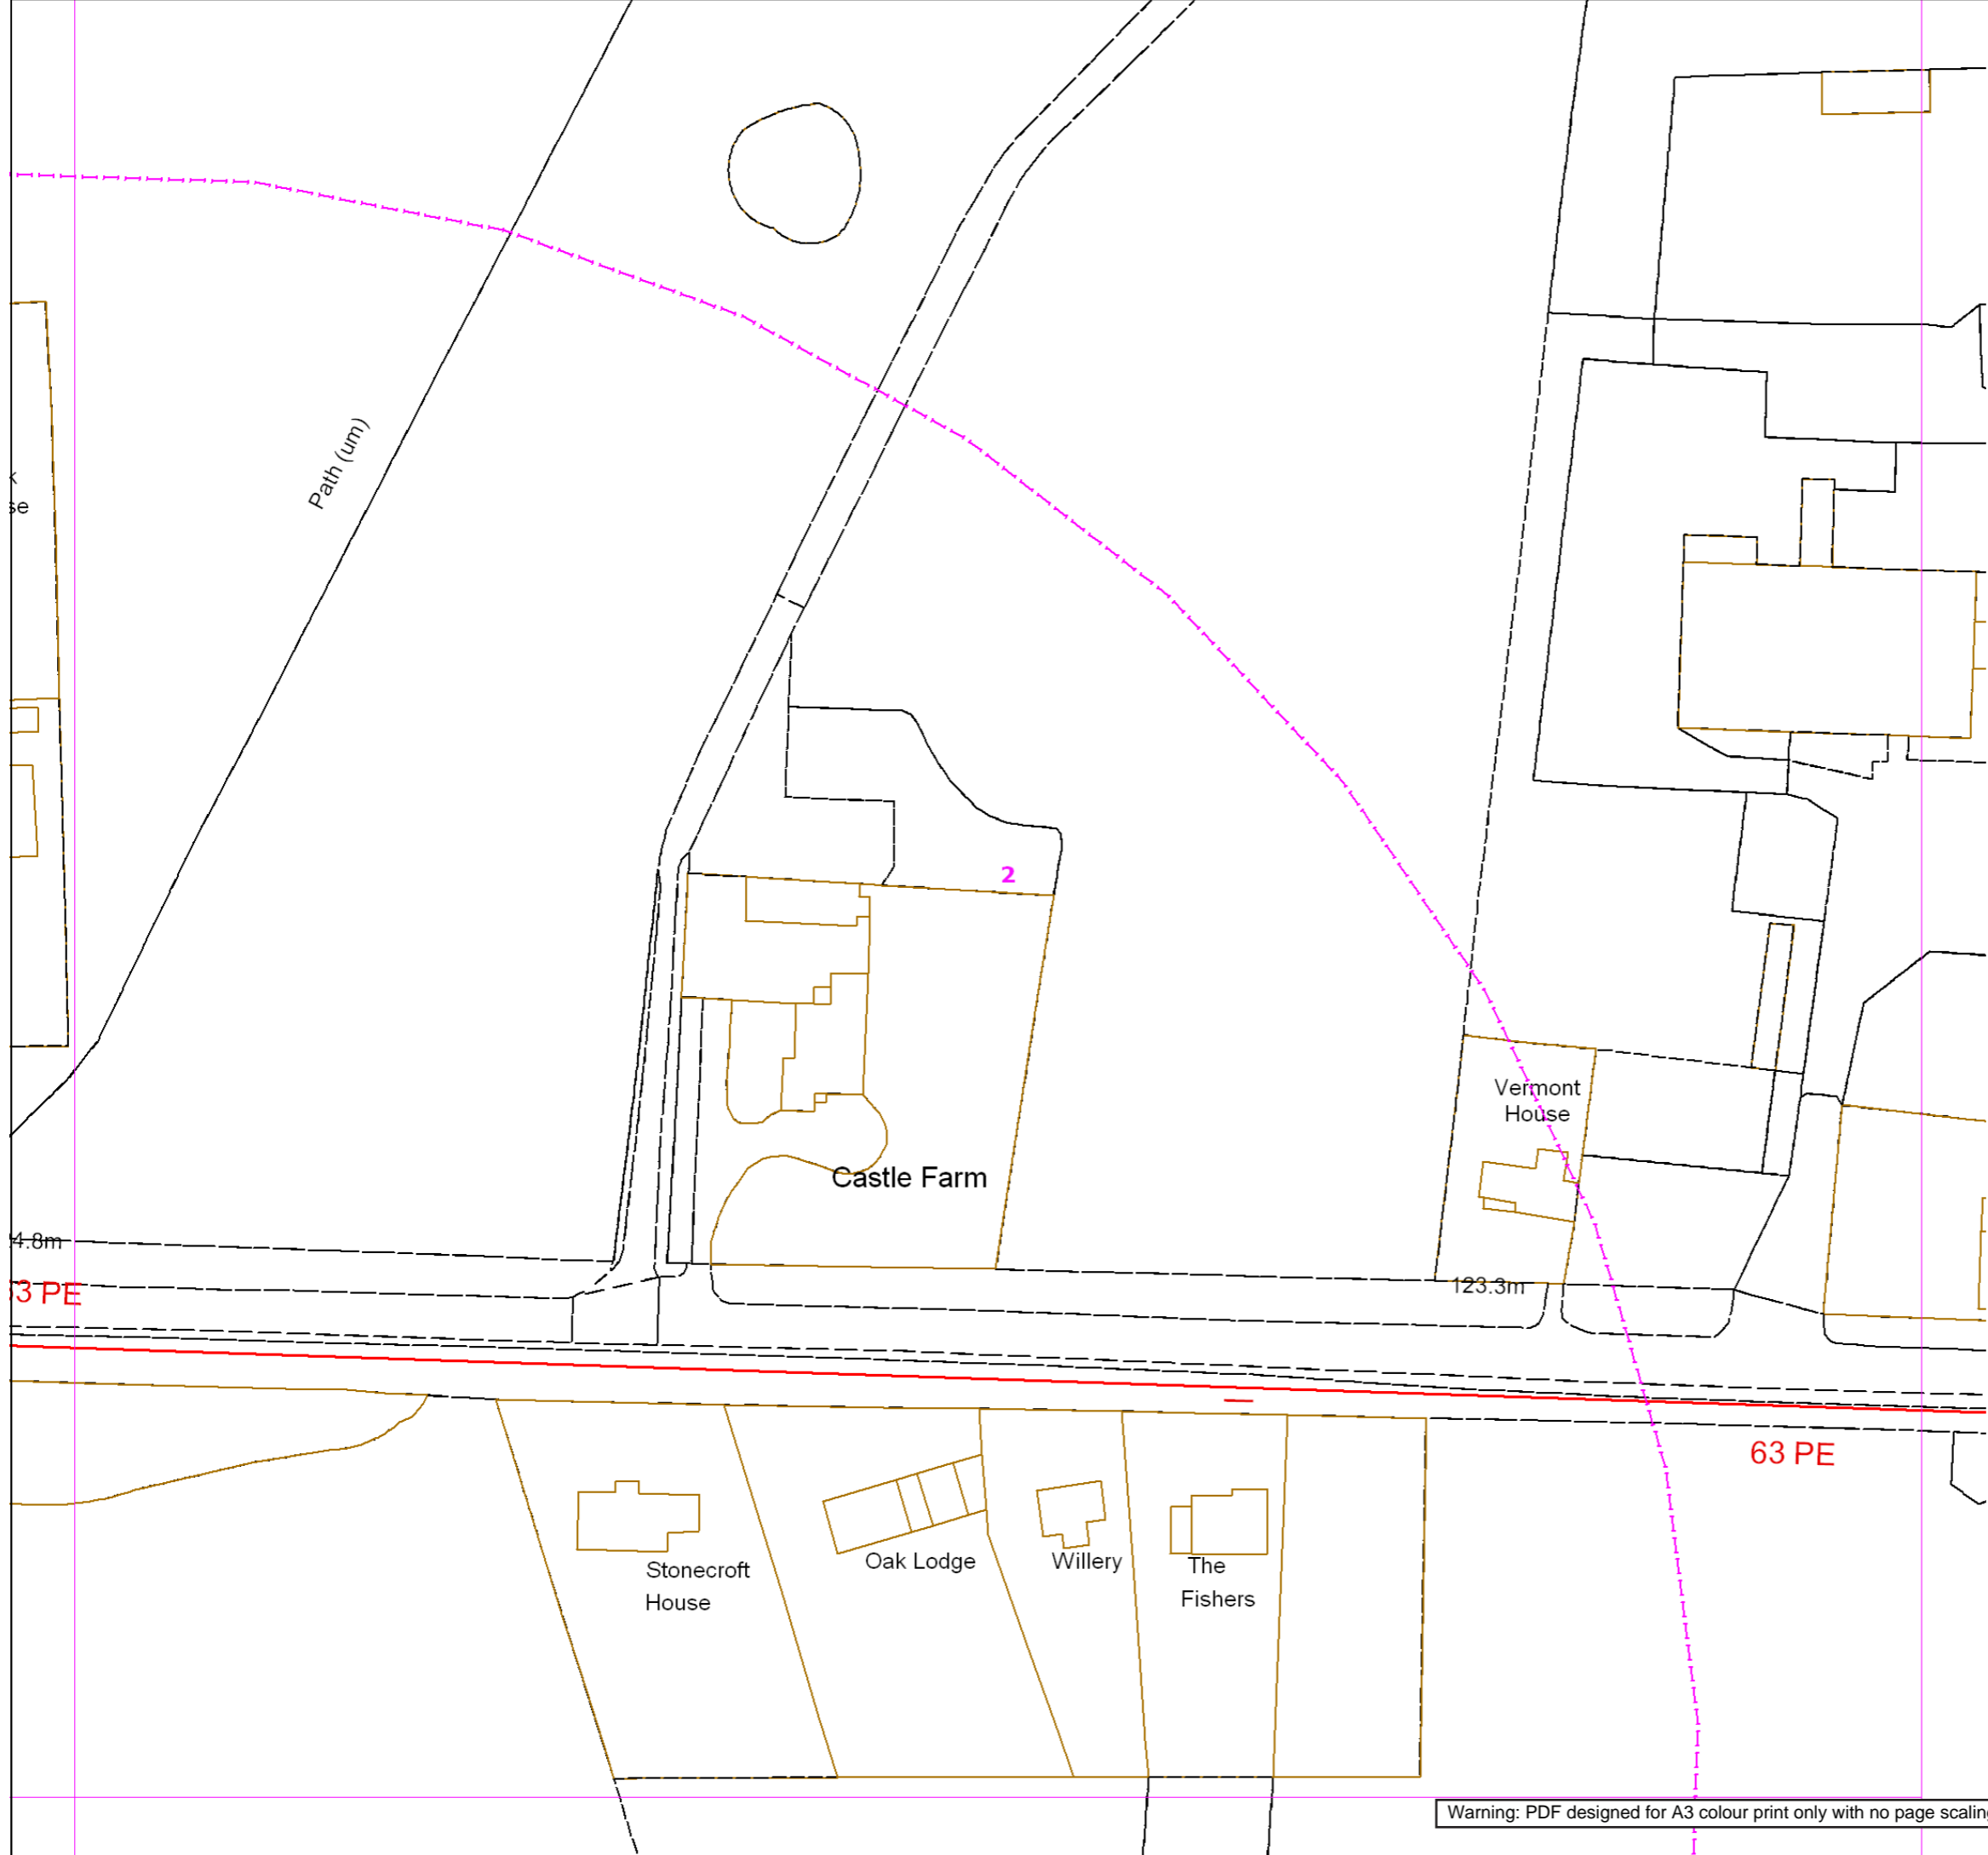 Path (um)
se
2
Vermont
House
Castle Farm
4.8m
3 PE
123.3m
63 PE
Stonecroft
House
Oak Lodge
Willery
The
Fishers
Warning: PDF designed for A3 colour print only with no page scaling